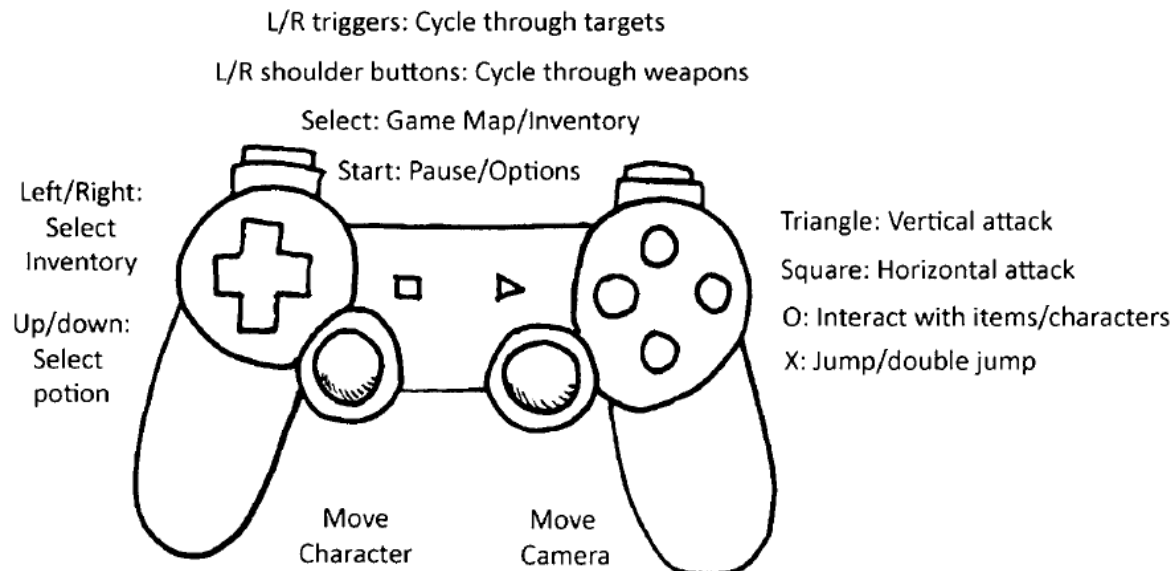 L/R triggers: Cycle through targets
L/R shoulder buttons: Cycle through weapons
Select: Game Map/Inventory
Start: Pause/Options
Left/Right:
Select
Inventory
Up/down:
Select
potion
Triangle: Vertical attack
Square: Horizontal attack
O: Interact with items/characters
X: Jump/double jump
Move
Character
Move
Camera